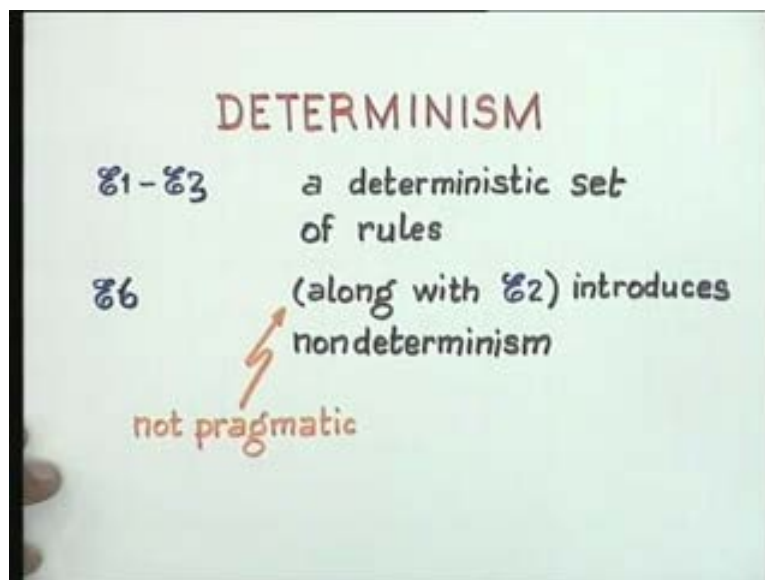 DETERMINISM
ℰ1-ℰ3 a deterministic set
of rules
ℰ6 (along with ℰ2) introduces
nondeterminism
not pragmatic